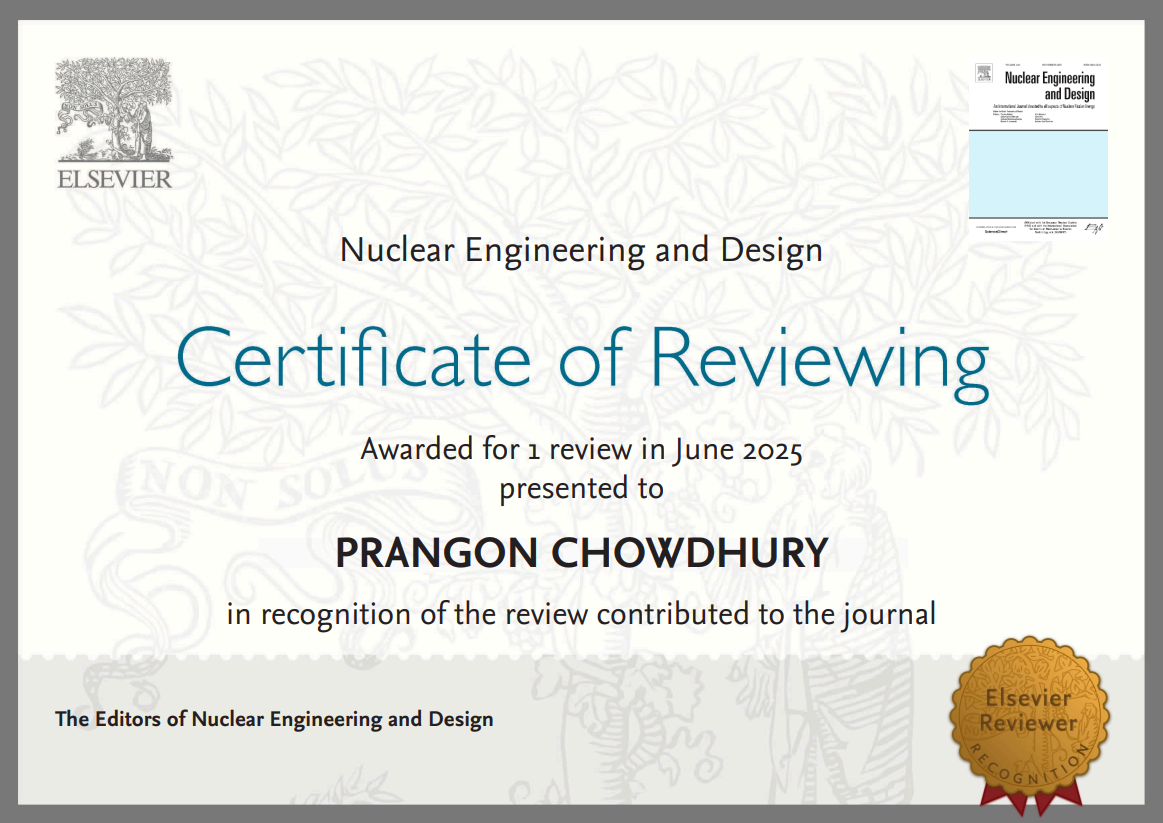 ELSEVIER
Nuclear Engineering
and Design
An International Journal devoted to all aspects of Nuclear Fission Energy
Nuclear Engineering and Design
Certificate of Reviewing
Awarded for 1 review in June 2025
presented to
NON SOLUS
PRANGON CHOWDHURY
in recognition of the review contributed to the journal
The Editors of Nuclear Engineering and Design
Elsevier
Reviewer
RECOGNITION